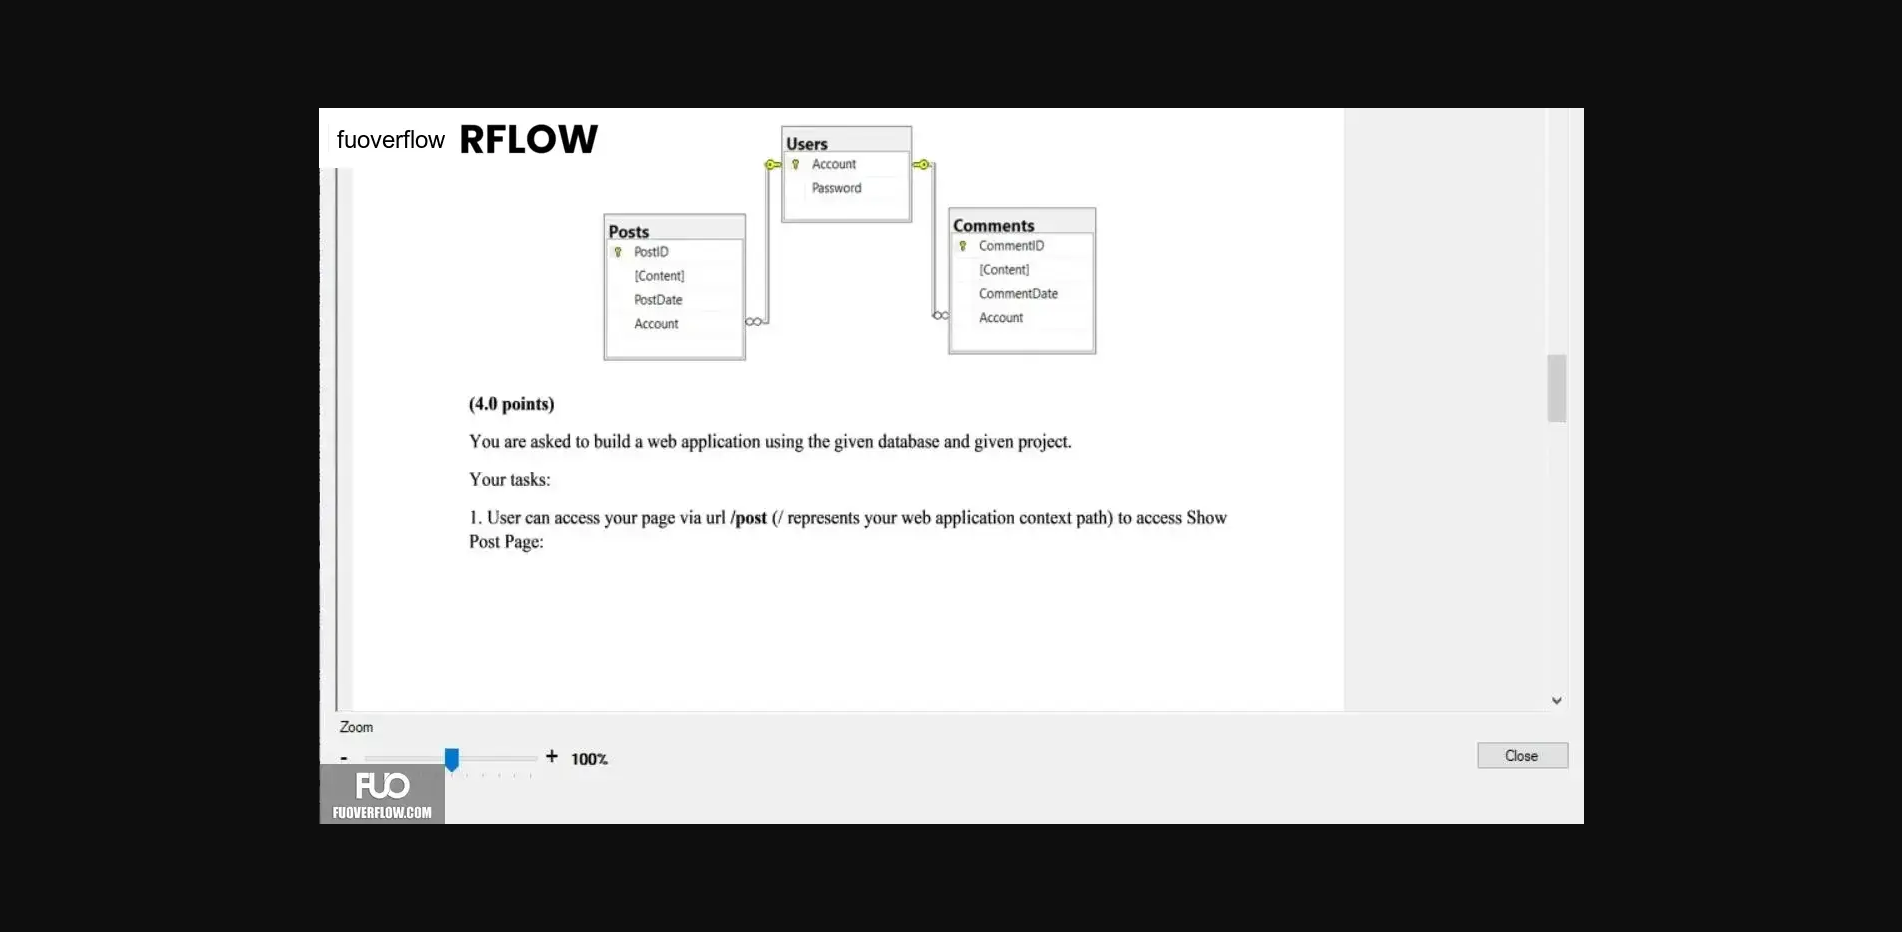 fuoverflow RFLOW
Users
Account
Password
Posts
PostID
[Content]
PostDate
Account
Comments
CommentID
[Content]
CommentDate
Account
(4.0 points)
You are asked to build a web application using the given database and given project.
Your tasks:
1. User can access your page via url /post (/ represents your web application context path) to access Show
Post Page:
Zoom
- + 100%
Close
FUO
FUOVERFLOW.COM